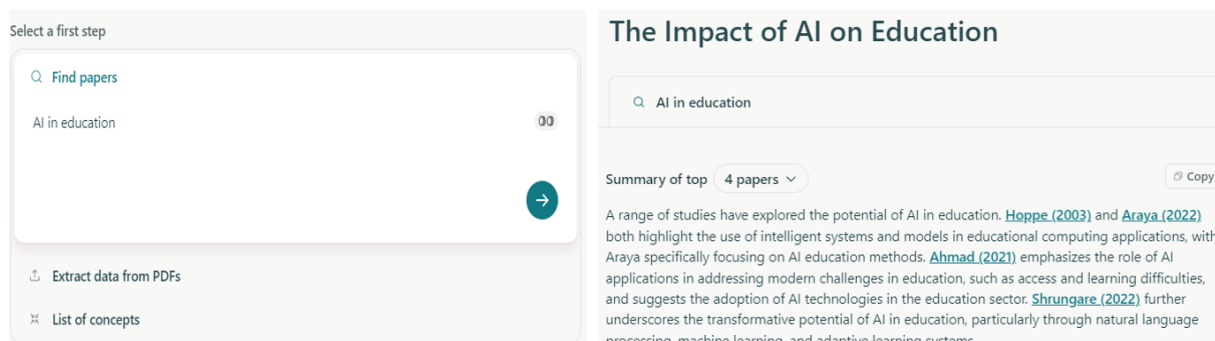 Select a first step
Find papers
AI in education
Extract data from PDFs
List of concepts
The Impact of AI on Education
AI in education
Summary of top 4 papers
Copy
A range of studies have explored the potential of AI in education. Hoppe (2003) and Araya (2022)
both highlight the use of intelligent systems and models in educational computing applications, with
Araya specifically focusing on AI education methods. Ahmad (2021) emphasizes the role of AI
applications in addressing modern challenges in education, such as access and learning difficulties,
and suggests the adoption of AI technologies in the education sector. Shrungare (2022) further
underscores the transformative potential of AI in education, particularly through natural language
processing, machine learning, and adaptive learning systems.